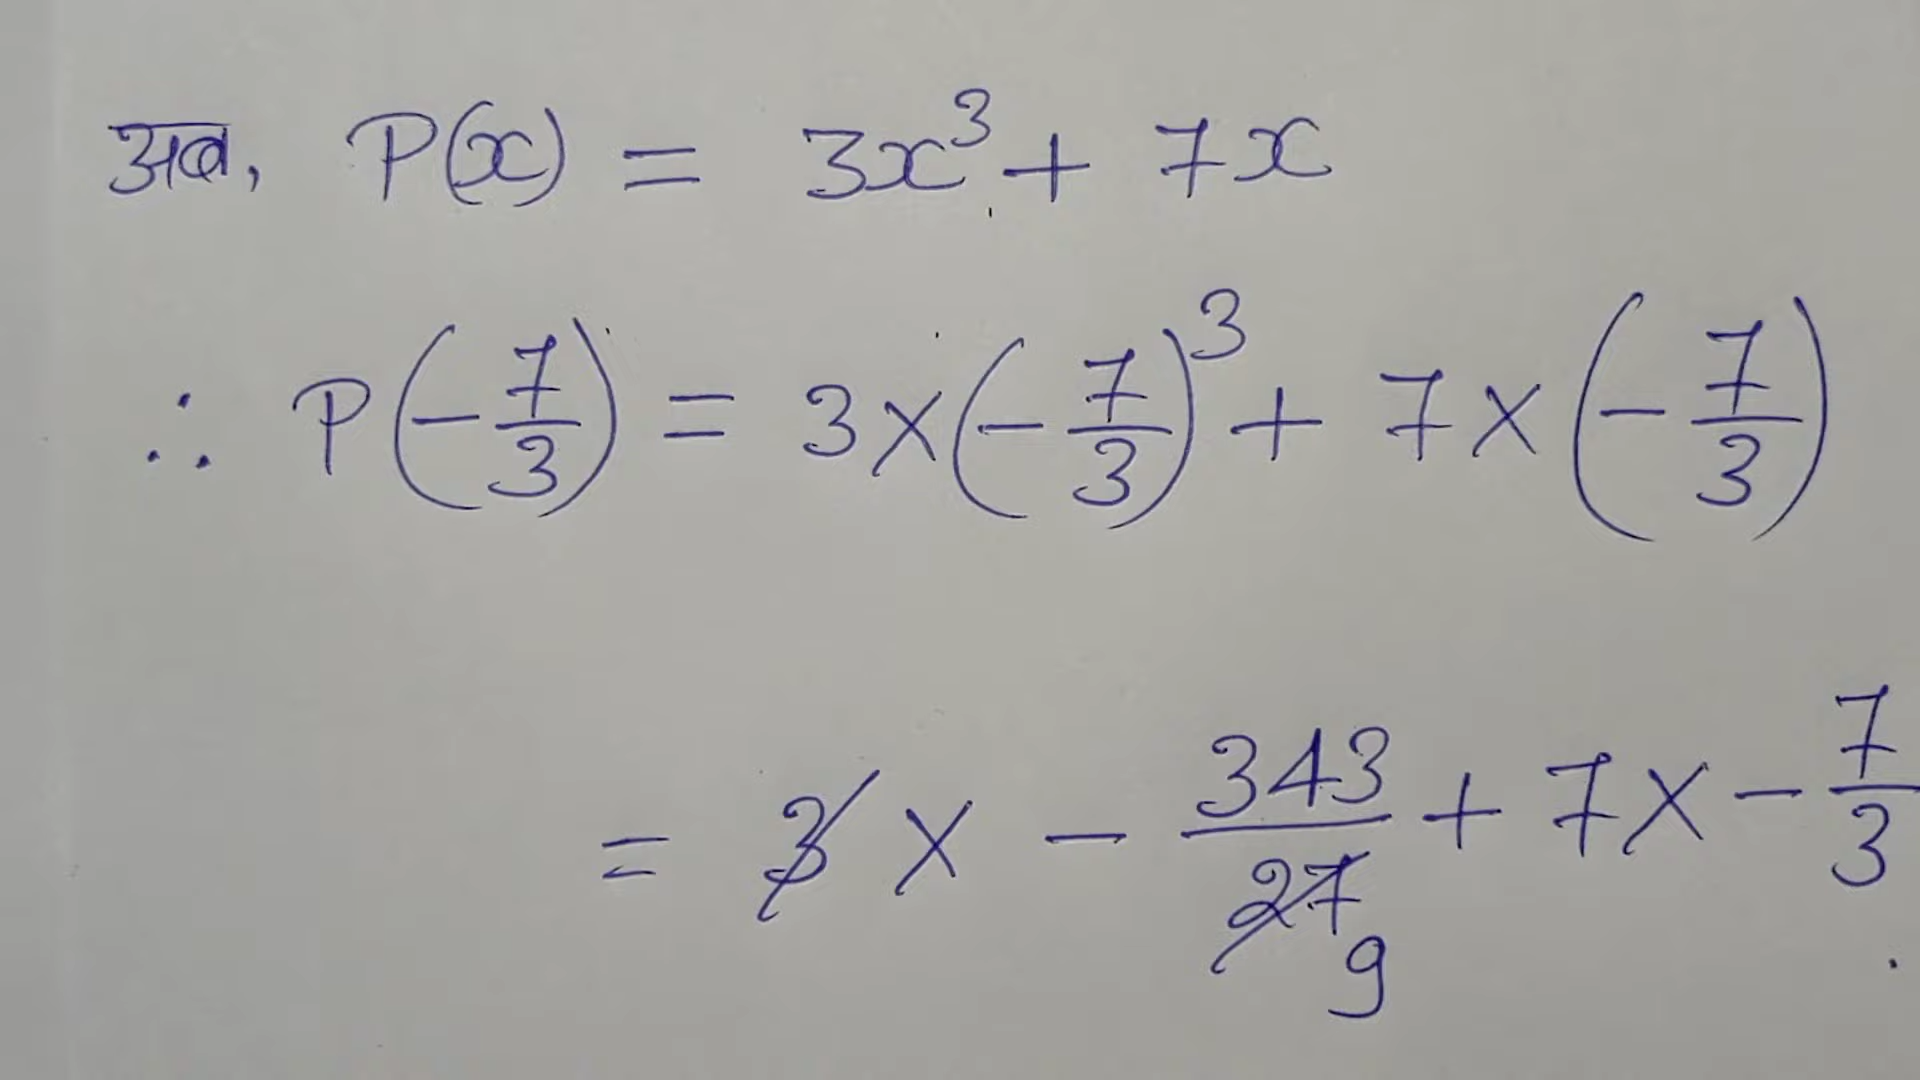 अब, P(x) = 3x³ + 7x
∴ P(-7/3) = 3×(-7/3)³ + 7×(-7/3)
= 3 × - 343/27 + 7× - 7/3
9